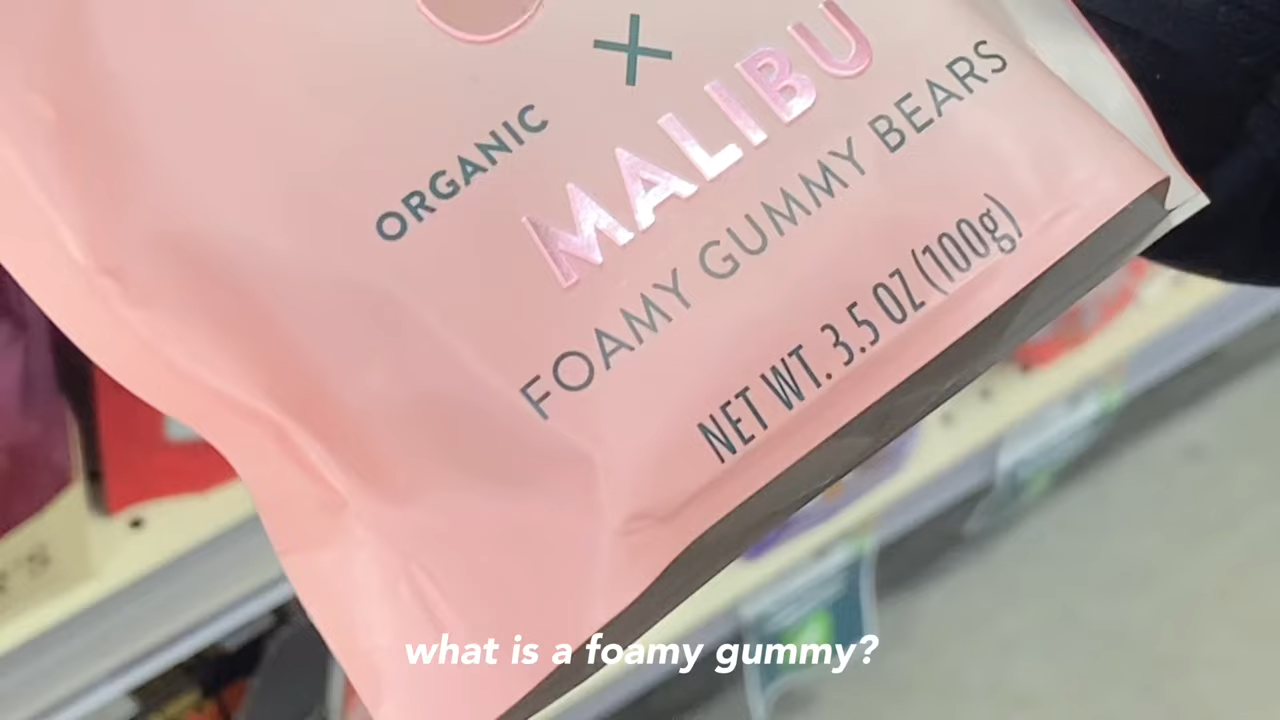 ORGANIC X
MALIBU
FOAMY GUMMY BEARS
NET WT. 3.5 OZ (100g)
what is a foamy gummy?